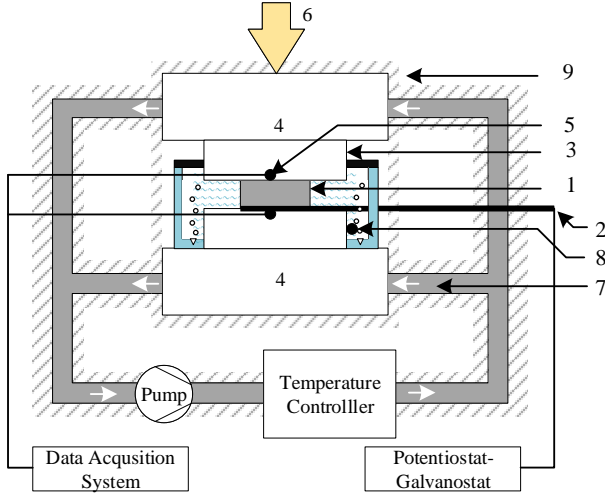 6
9
4
5
3
1
2
8
4
7
Pump
Temperature
Controlller
Data Acqusition
System
Potentiostat-
Galvanostat